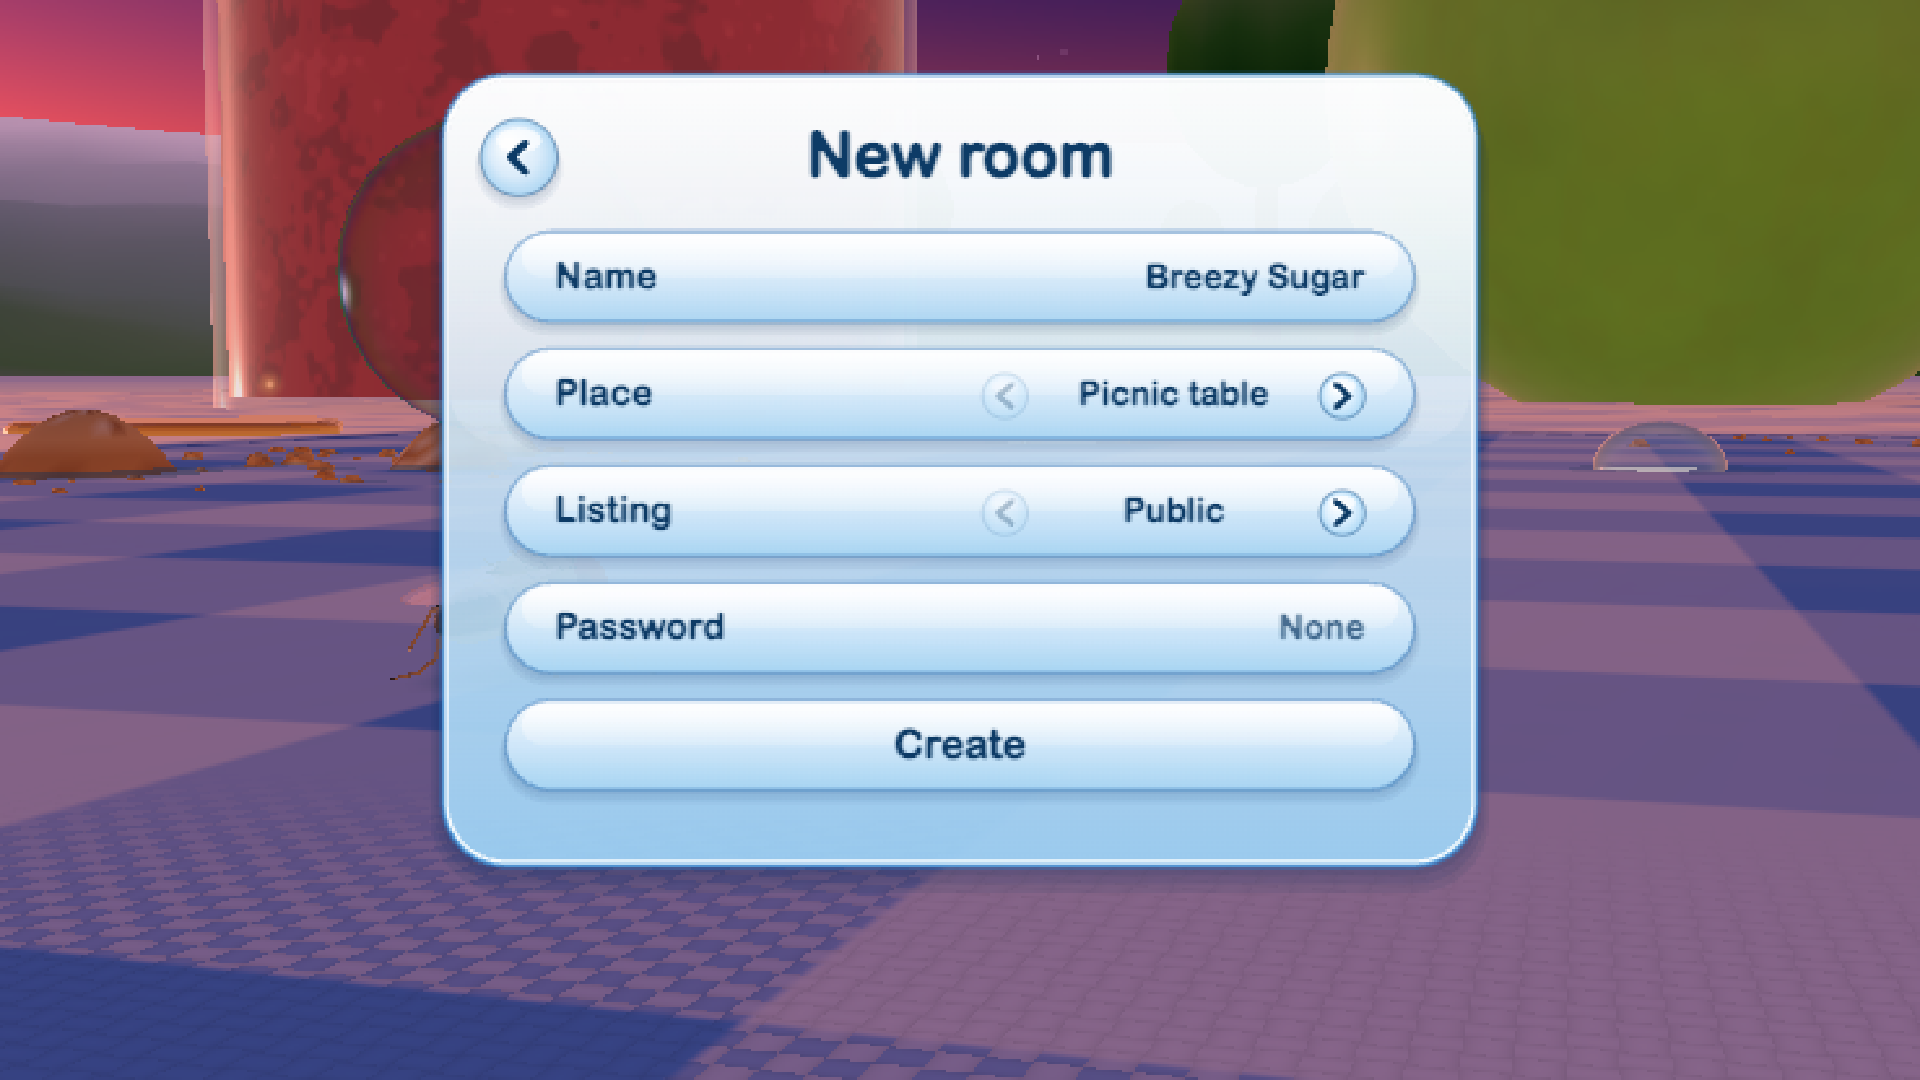 New room
Name Breezy Sugar
Place Picnic table
Listing Public
Password None
Create